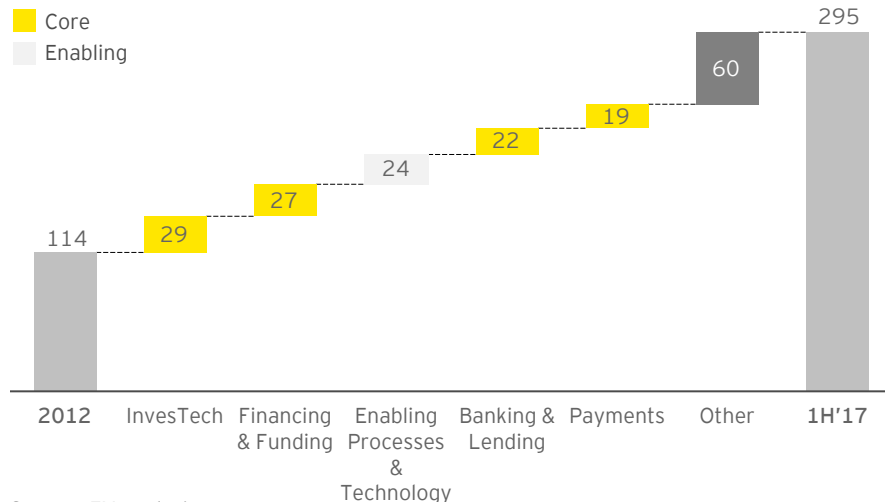 Core
Enabling
295
60
19
22
24
27
29
114
2012
InvesTech
Financing
& Funding
Enabling
Processes
&
Technology
Banking &
Lending
Payments
Other
1H'17